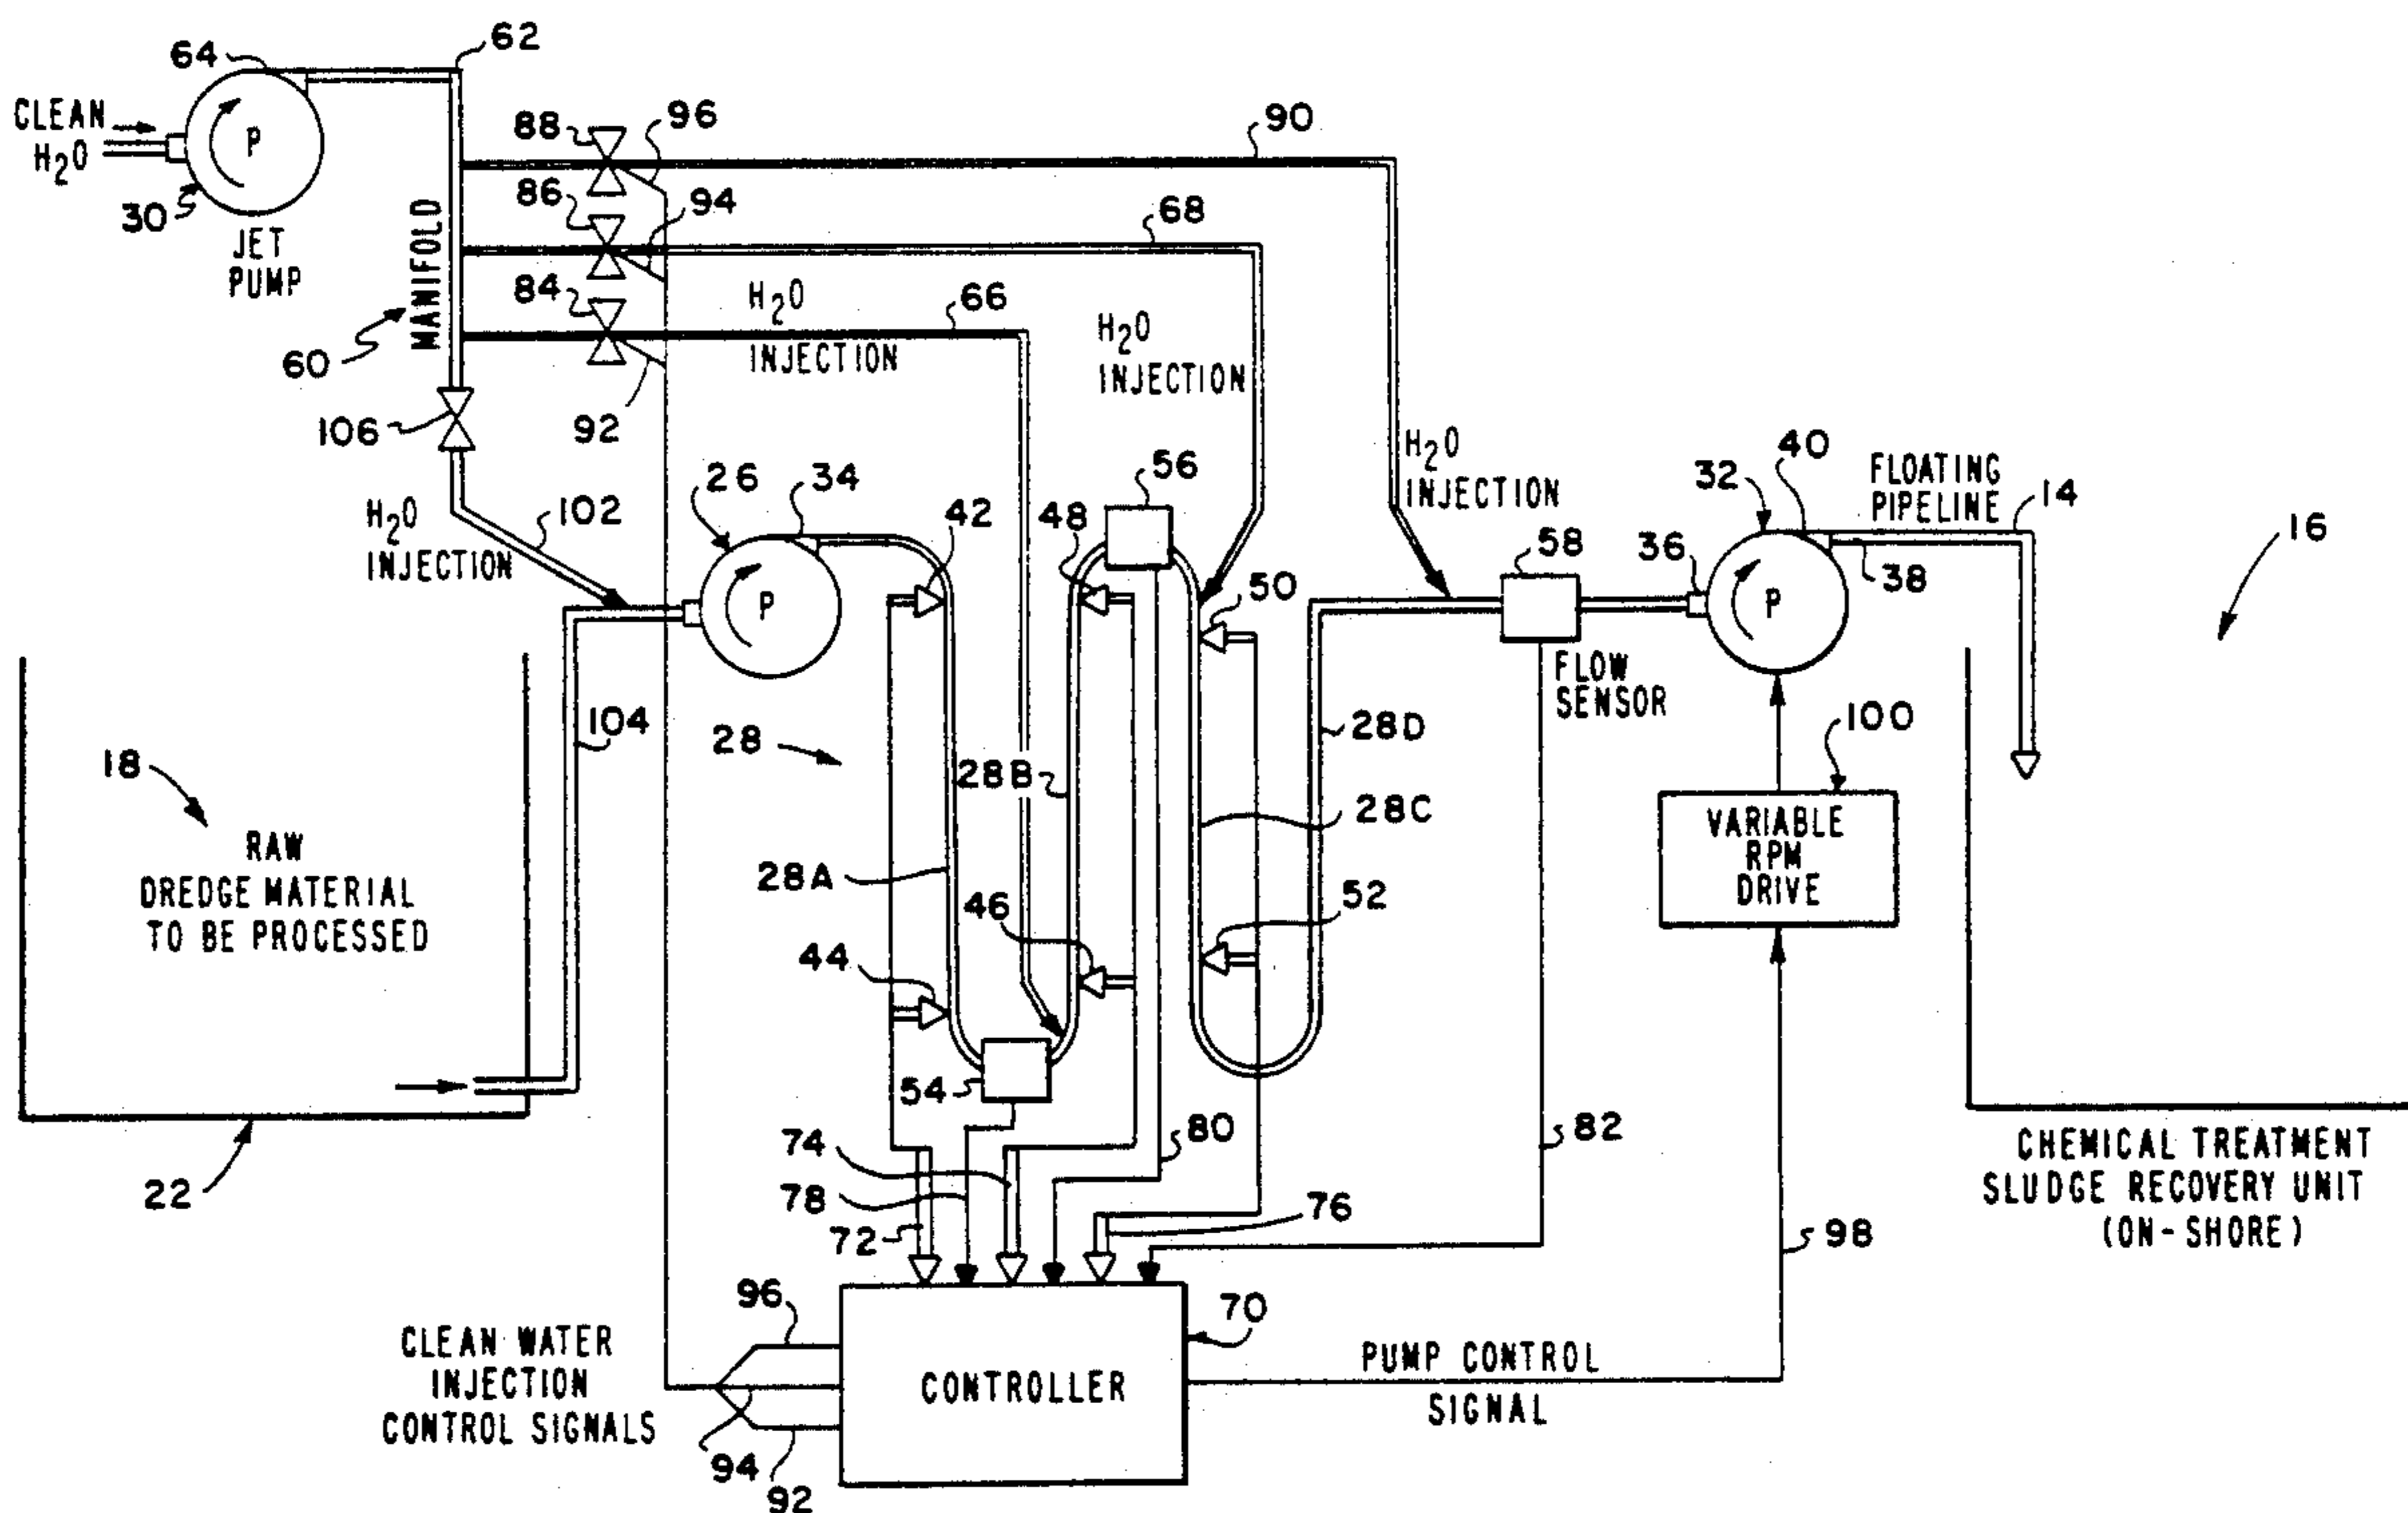 64
62
CLEAN
H2O
P
30
JET
PUMP
MANIFOLD
60
88
96
90
86
94
68
84
H2O
INJECTION
66
92
106
H2O
INJECTION
H2O
INJECTION
H2O
INJECTION
102
26
34
P
42
48
56
50
58
FLOW
SENSOR
36
32
40
P
38
FLOATING
PIPELINE
14
16
18
RAW
DREDGE MATERIAL
TO BE PROCESSED
104
22
28
28A
28B
28C
28D
44
46
52
54
100
VARIABLE
RPM
DRIVE
74
78
72
80
76
82
98
CHEMICAL TREATMENT
SLUDGE RECOVERY UNIT
(ON-SHORE)
CLEAN WATER
INJECTION
CONTROL SIGNALS
96
94
92
CONTROLLER
70
PUMP CONTROL
SIGNAL